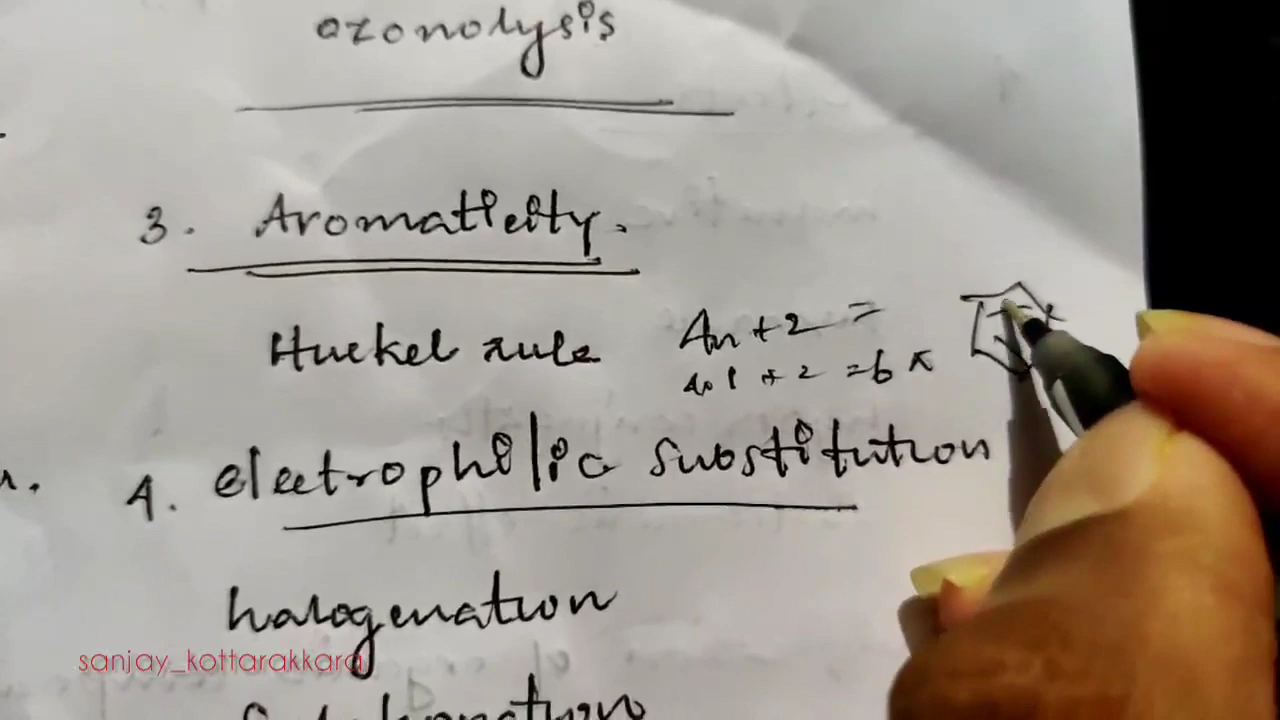 ozonolysis
3. Aromaticity.
Huckel rule 4n+2 =
4×1+2 =6π
4. electrophilic substitution
halogenation
sanjay_kottarakkara